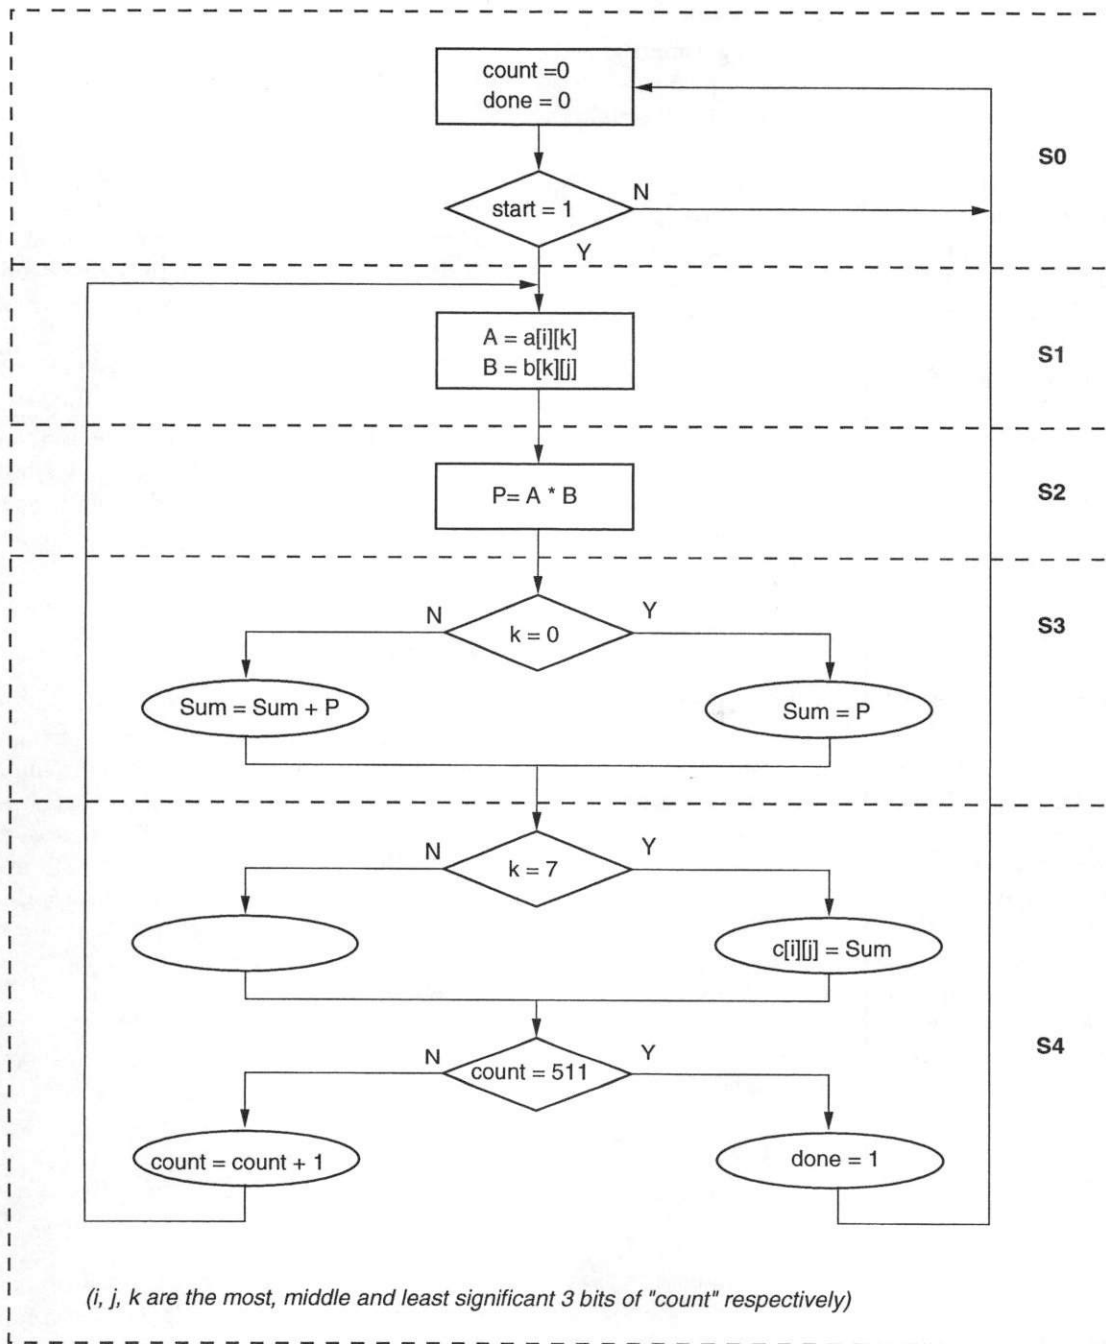 count =0
done = 0
S0
start = 1
N
Y
A = a[i][k]
B = b[k][j]
S1
P= A * B
S2
N
Y
k = 0
S3
Sum = Sum + P
Sum = P
N
Y
k = 7
c[i][j] = Sum
S4
N
Y
count = 511
count = count + 1
done = 1
(i, j, k are the most, middle and least significant 3 bits of "count" respectively)